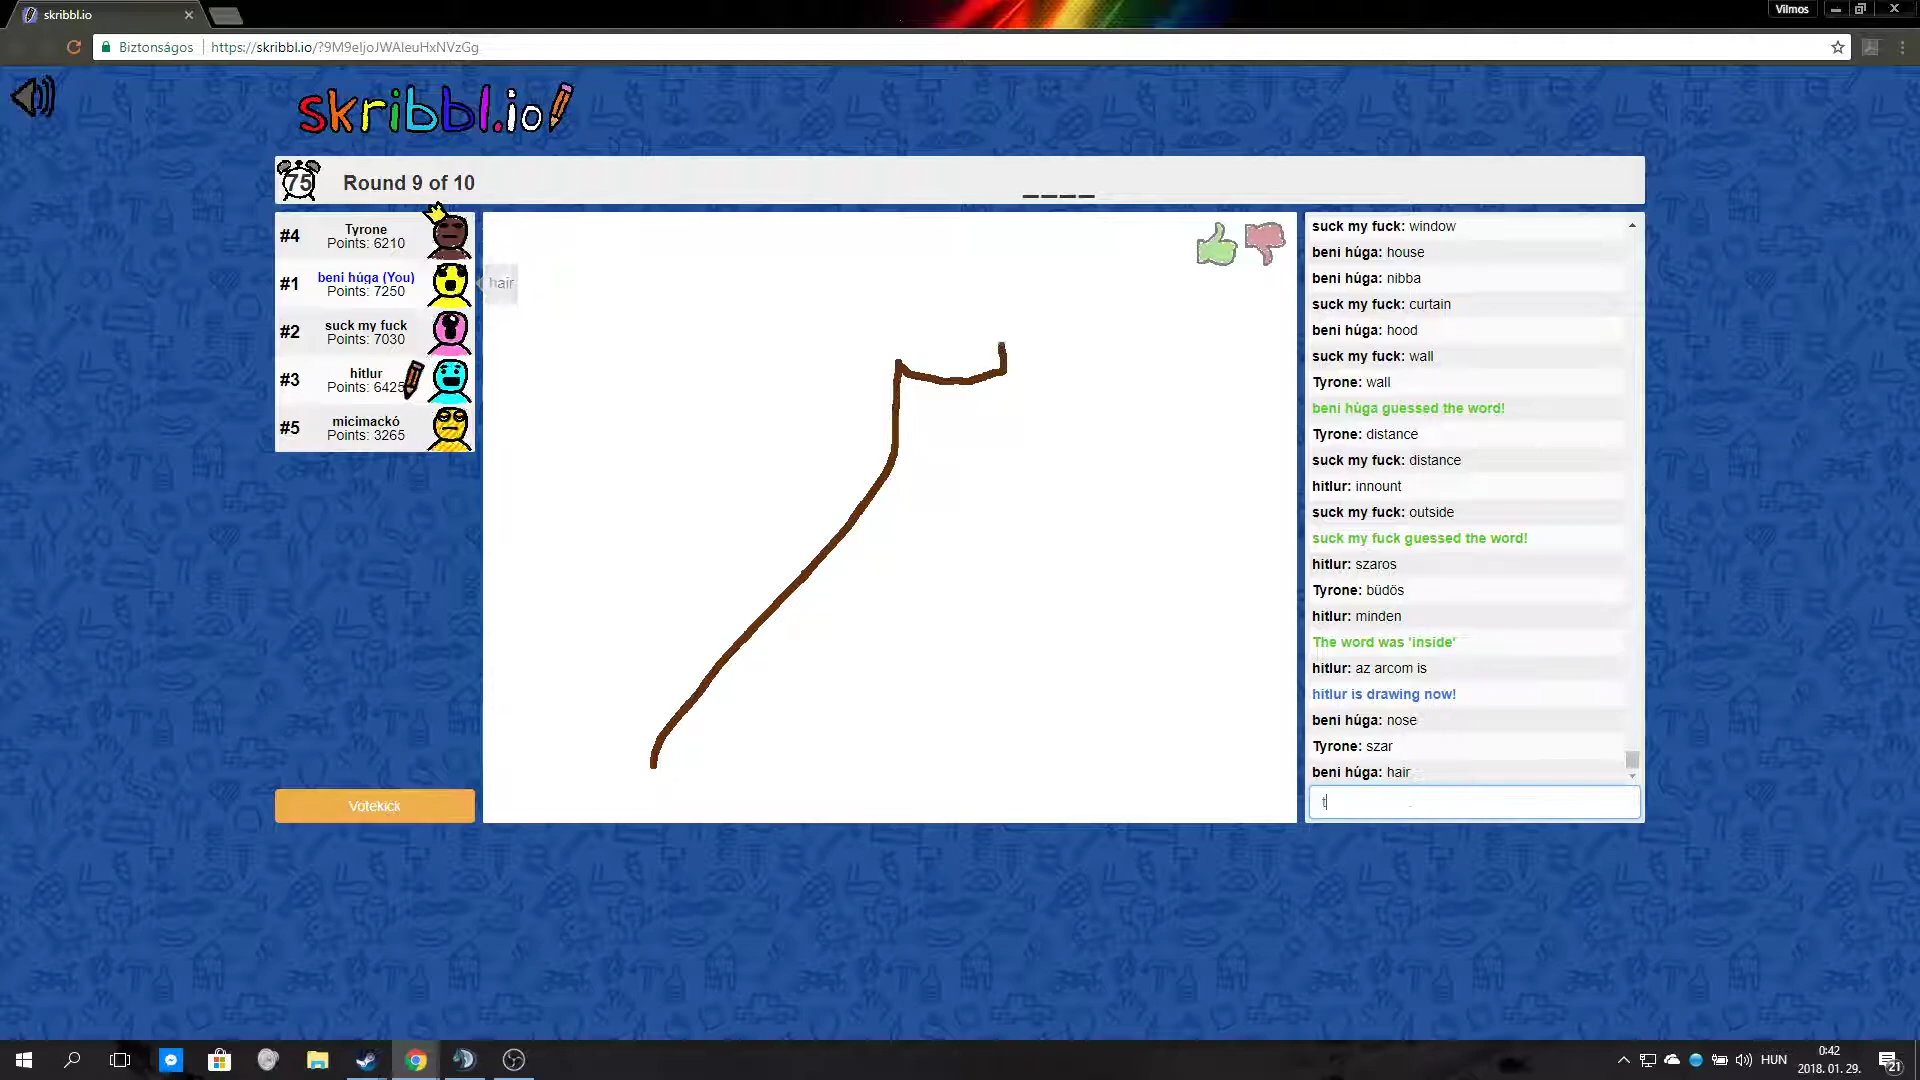 skribbl.io
Vilmos
Biztonságos
https://skribbl.io/?9M9eljoJWAleuHxNVzGg
skribbl.io
75
Round 9 of 10
_ _ _ _
#4
Tyrone
Points: 6210
#1
beni húga (You)
Points: 7250
hair
#2
suck my fuck
Points: 7030
#3
hitlur
Points: 6425
#5
micimackó
Points: 3265
Votekick
suck my fuck: window
beni húga: house
beni húga: nibba
suck my fuck: curtain
beni húga: hood
suck my fuck: wall
Tyrone: wall
beni húga guessed the word!
Tyrone: distance
suck my fuck: distance
hitlur: innount
suck my fuck: outside
suck my fuck guessed the word!
hitlur: szaros
Tyrone: büdös
hitlur: minden
The word was 'inside'
hitlur: az arcom is
hitlur is drawing now!
beni húga: nose
Tyrone: szar
beni húga: hair
t
HUN
0:42
2018. 01. 29.
21